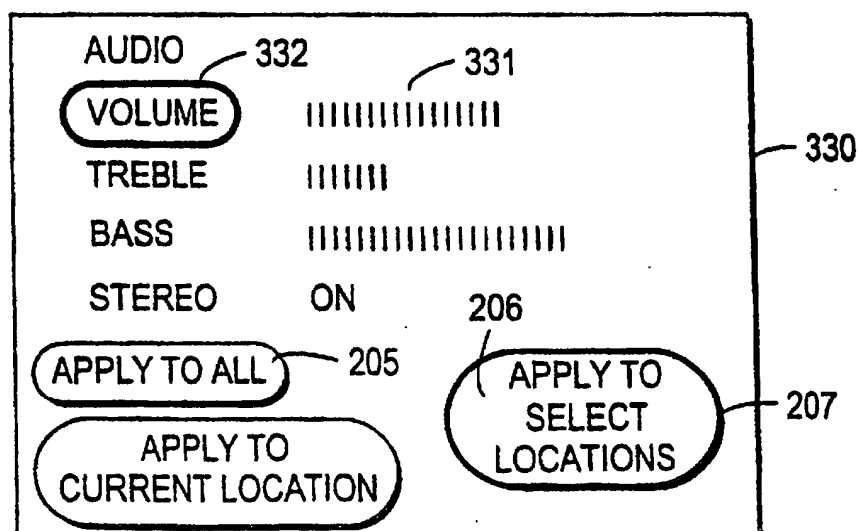 AUDIO 332 331
VOLUME
330
TREBLE
BASS
STEREO ON 206
APPLY TO ALL 205
APPLY TO
SELECT
LOCATIONS
207
APPLY TO
CURRENT LOCATION